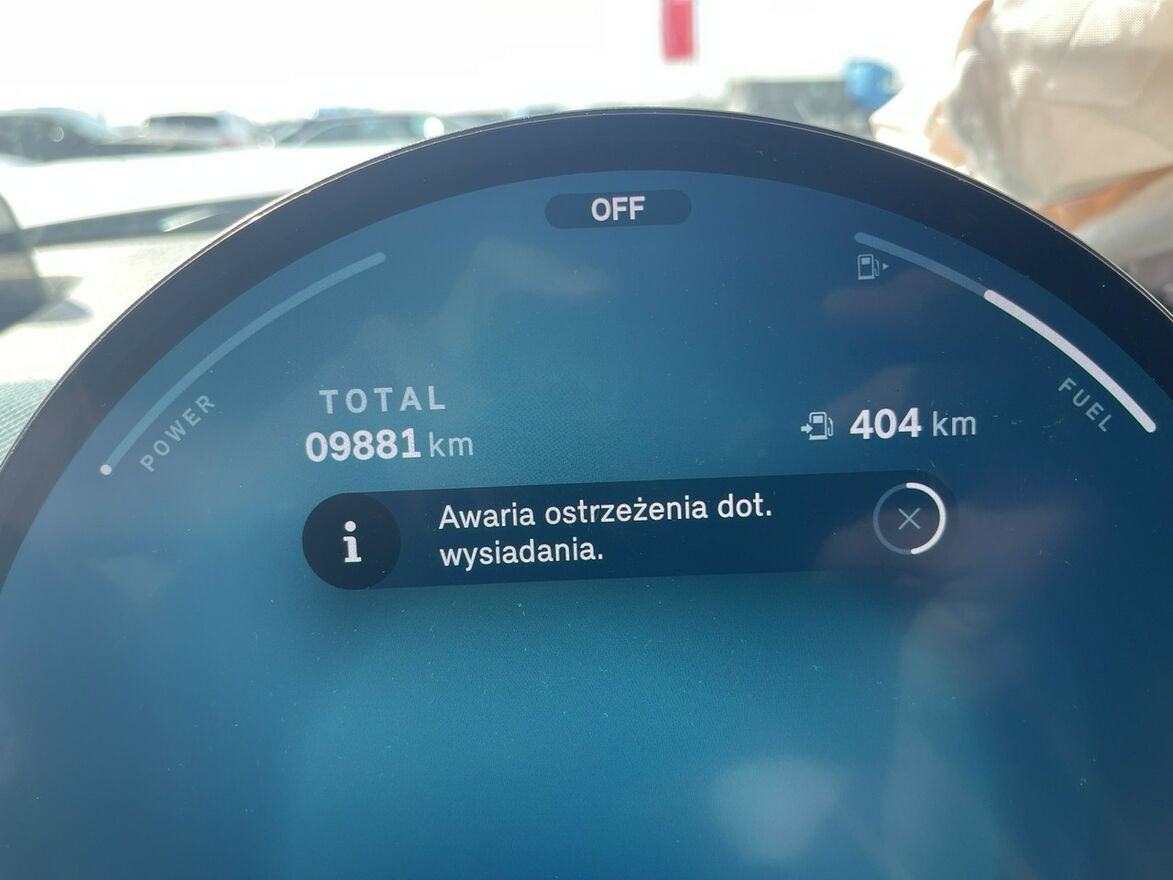 OFF
POWER
TOTAL
09881 km
404 km
FUEL
i
Awaria ostrzeżenia dot.
wysiadania.